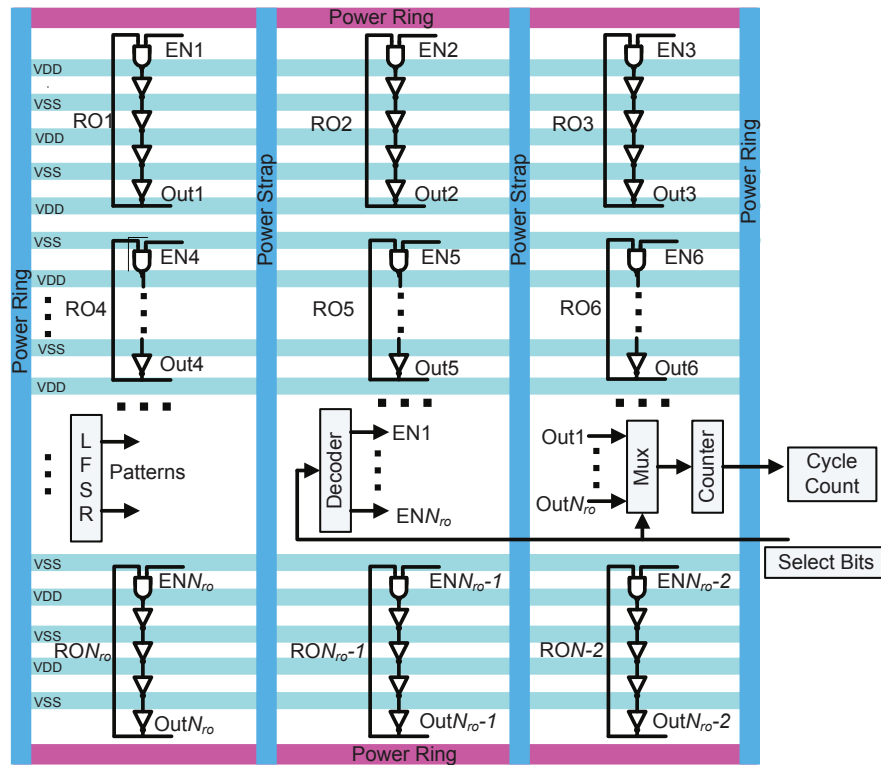 Power Ring
EN1
EN2
EN3
VDD
VSS
RO1
RO2
RO3
VDD
VSS
Out1
Out2
Out3
VDD
Power Strap
Power Strap
Power Ring
VSS
EN4
EN5
EN6
VDD
RO4
RO5
RO6
Power Ring
VSS
Out4
Out5
Out6
VDD
LFSR
Patterns
Decoder
EN1
ENNro
Out1
OutNro
Mux
Counter
Cycle
Count
Select Bits
VSS
ENNro
ENNro-1
ENNro-2
VDD
VSS
RONro
RONro-1
RON-2
VDD
VSS
OutNro
OutNro-1
OutNro-2
Power Ring